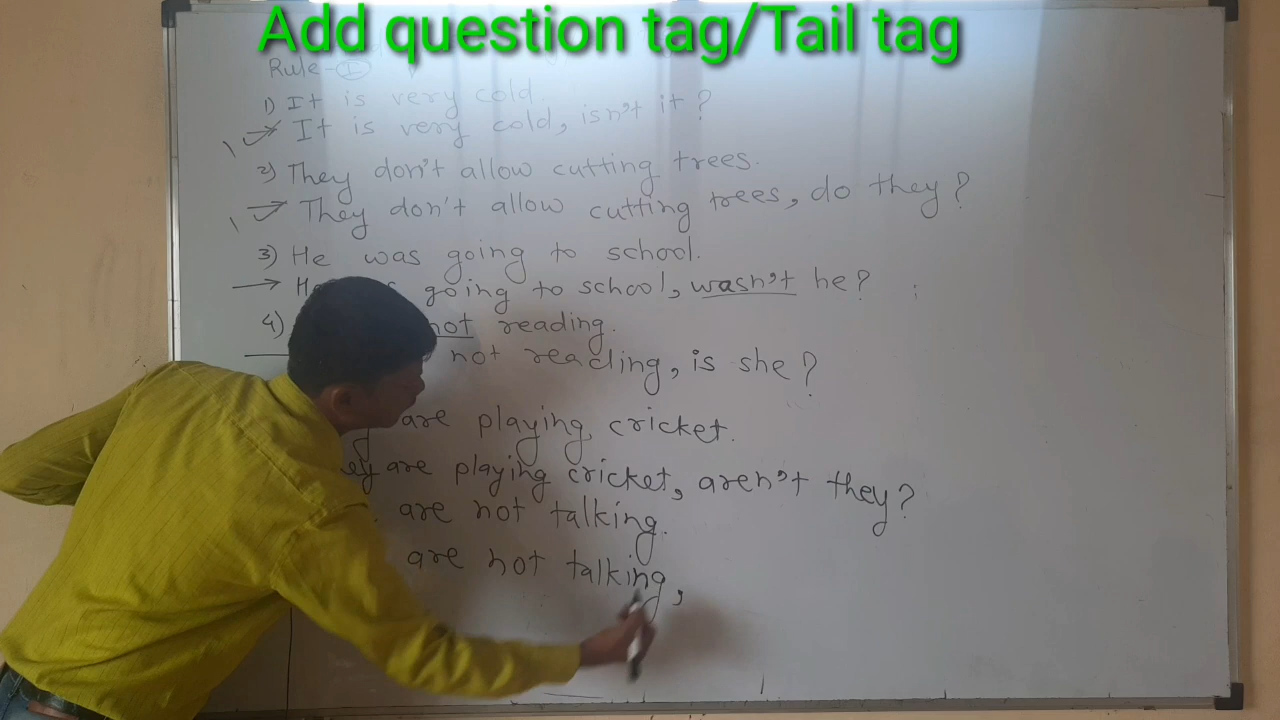 Add question tag/Tail tag
Rule-I
1) It is very cold.
It is very cold, isn't it?
2) They don't allow cutting trees.
They don't allow cutting trees, do they?
3) He was going to school.
going to school, wasn't he?
4) not reading.
not reading, is she?
are playing cricket.
are playing cricket, aren't they?
are not talking.
are not talking,